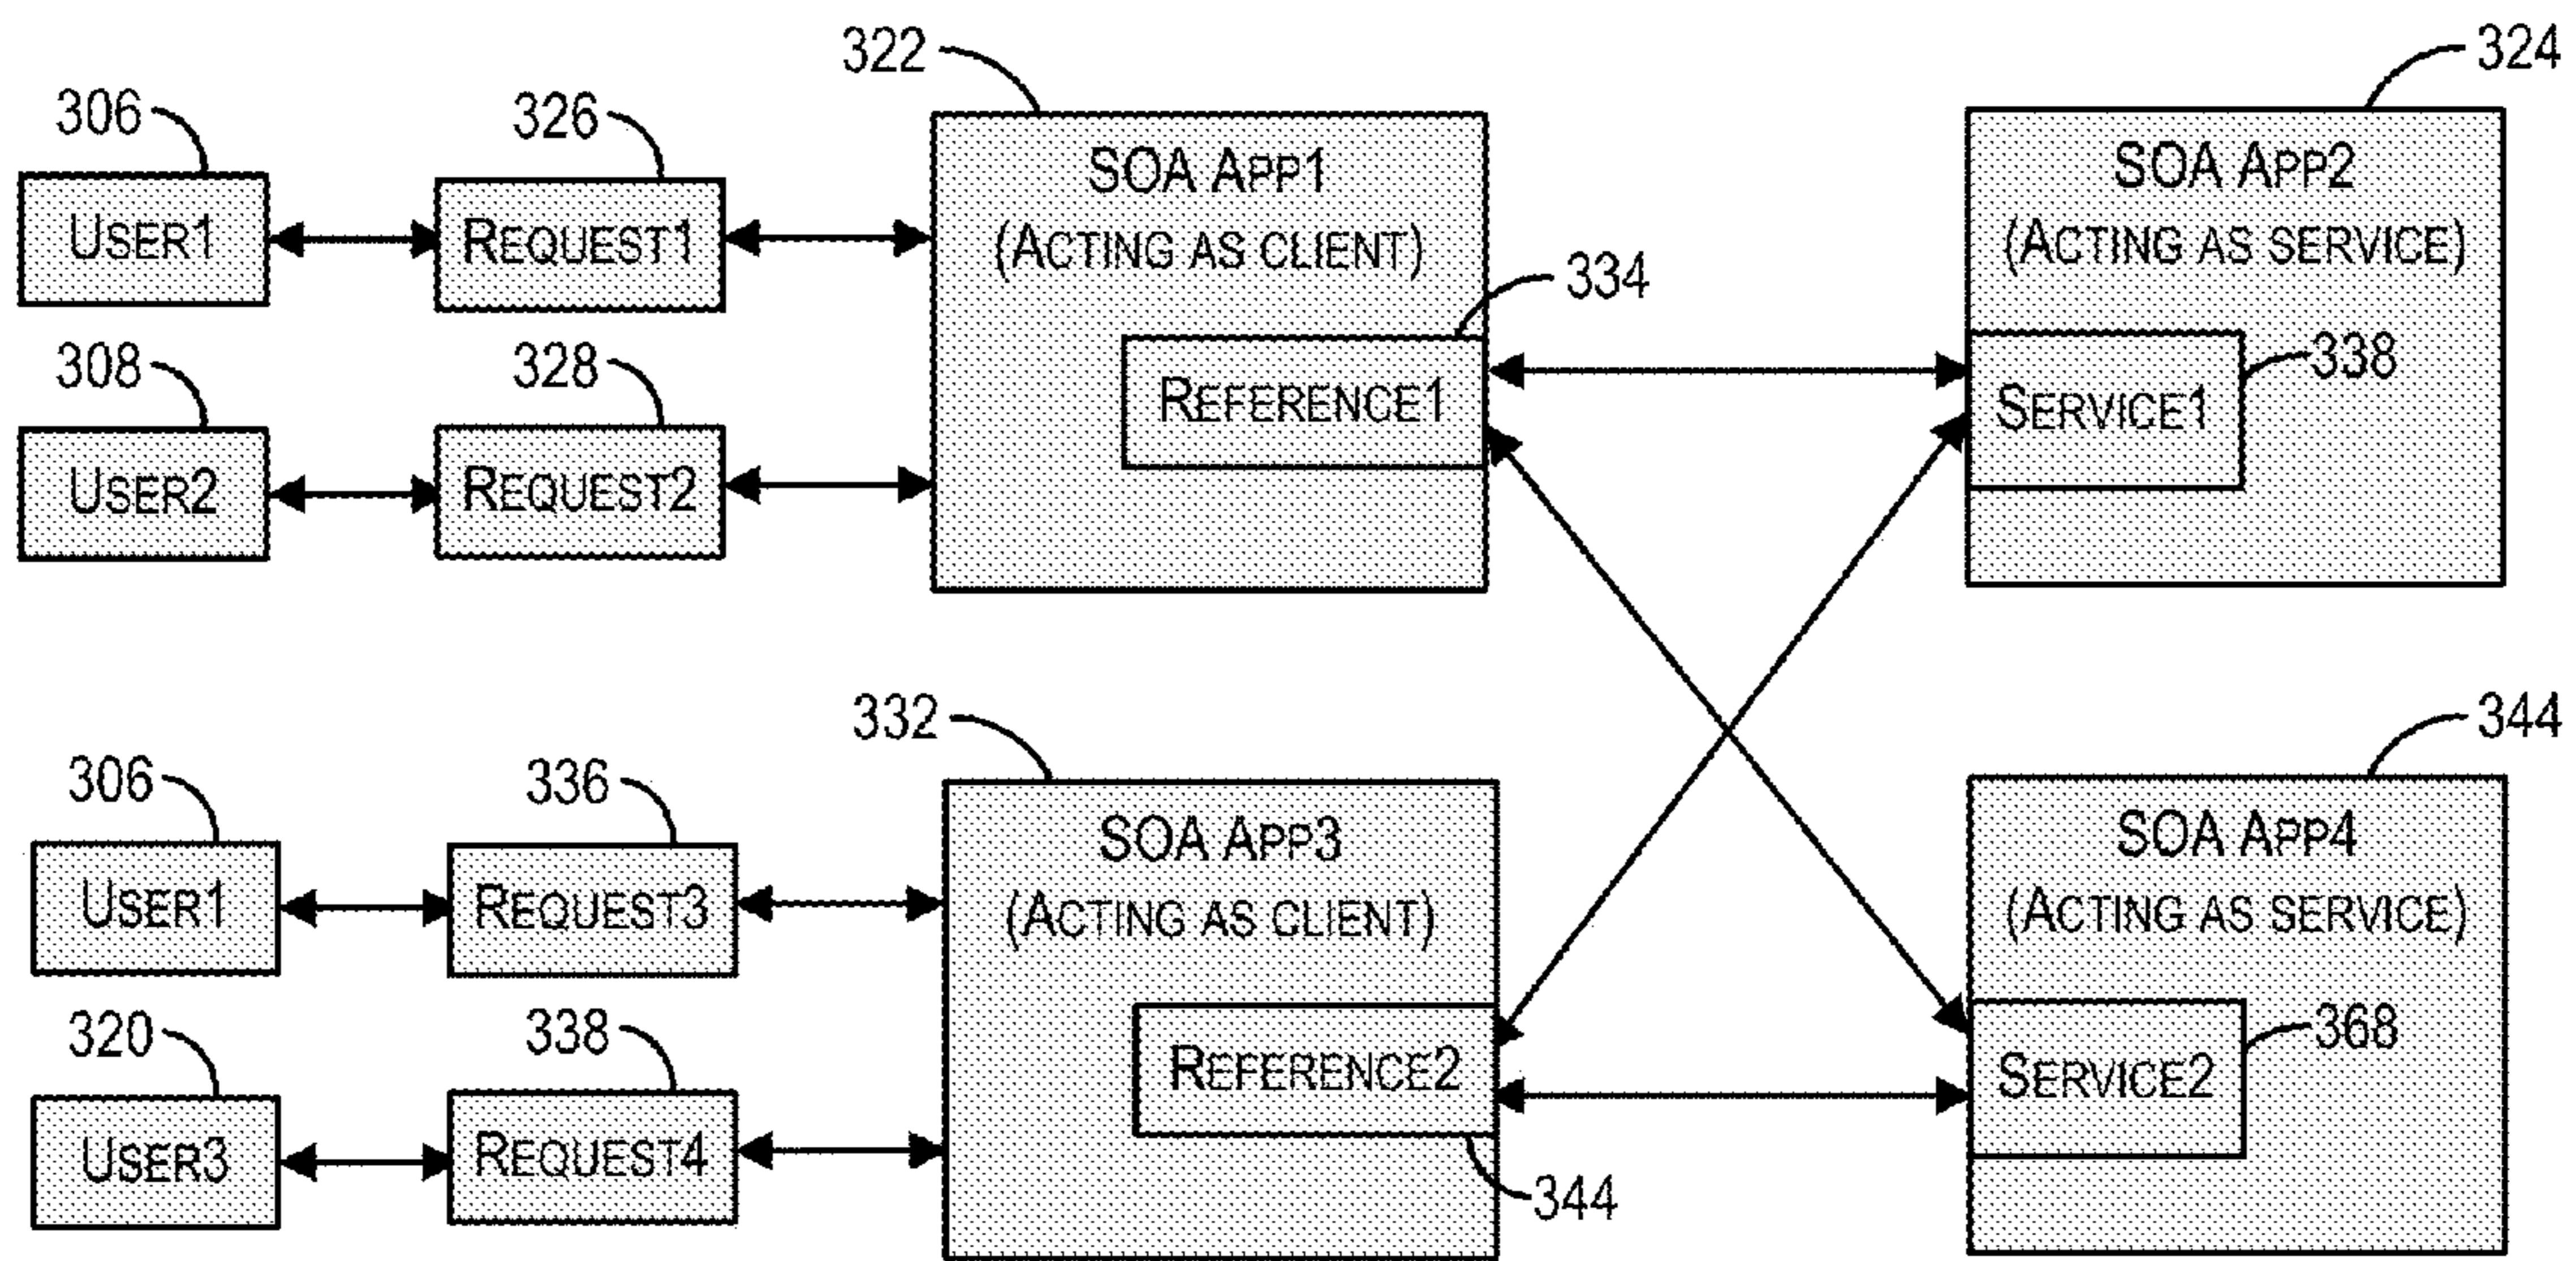 322
324
306
326
SOA APP1
SOA APP2
USER1
REQUEST1
(ACTING AS CLIENT)
(ACTING AS SERVICE)
334
308
328
338
REFERENCE1
SERVICE1
USER2
REQUEST2
332
344
306
336
SOA APP3
SOA APP4
USER1
REQUEST3
(ACTING AS CLIENT)
(ACTING AS SERVICE)
320
338
368
REFERENCE2
SERVICE2
USER3
REQUEST4
344